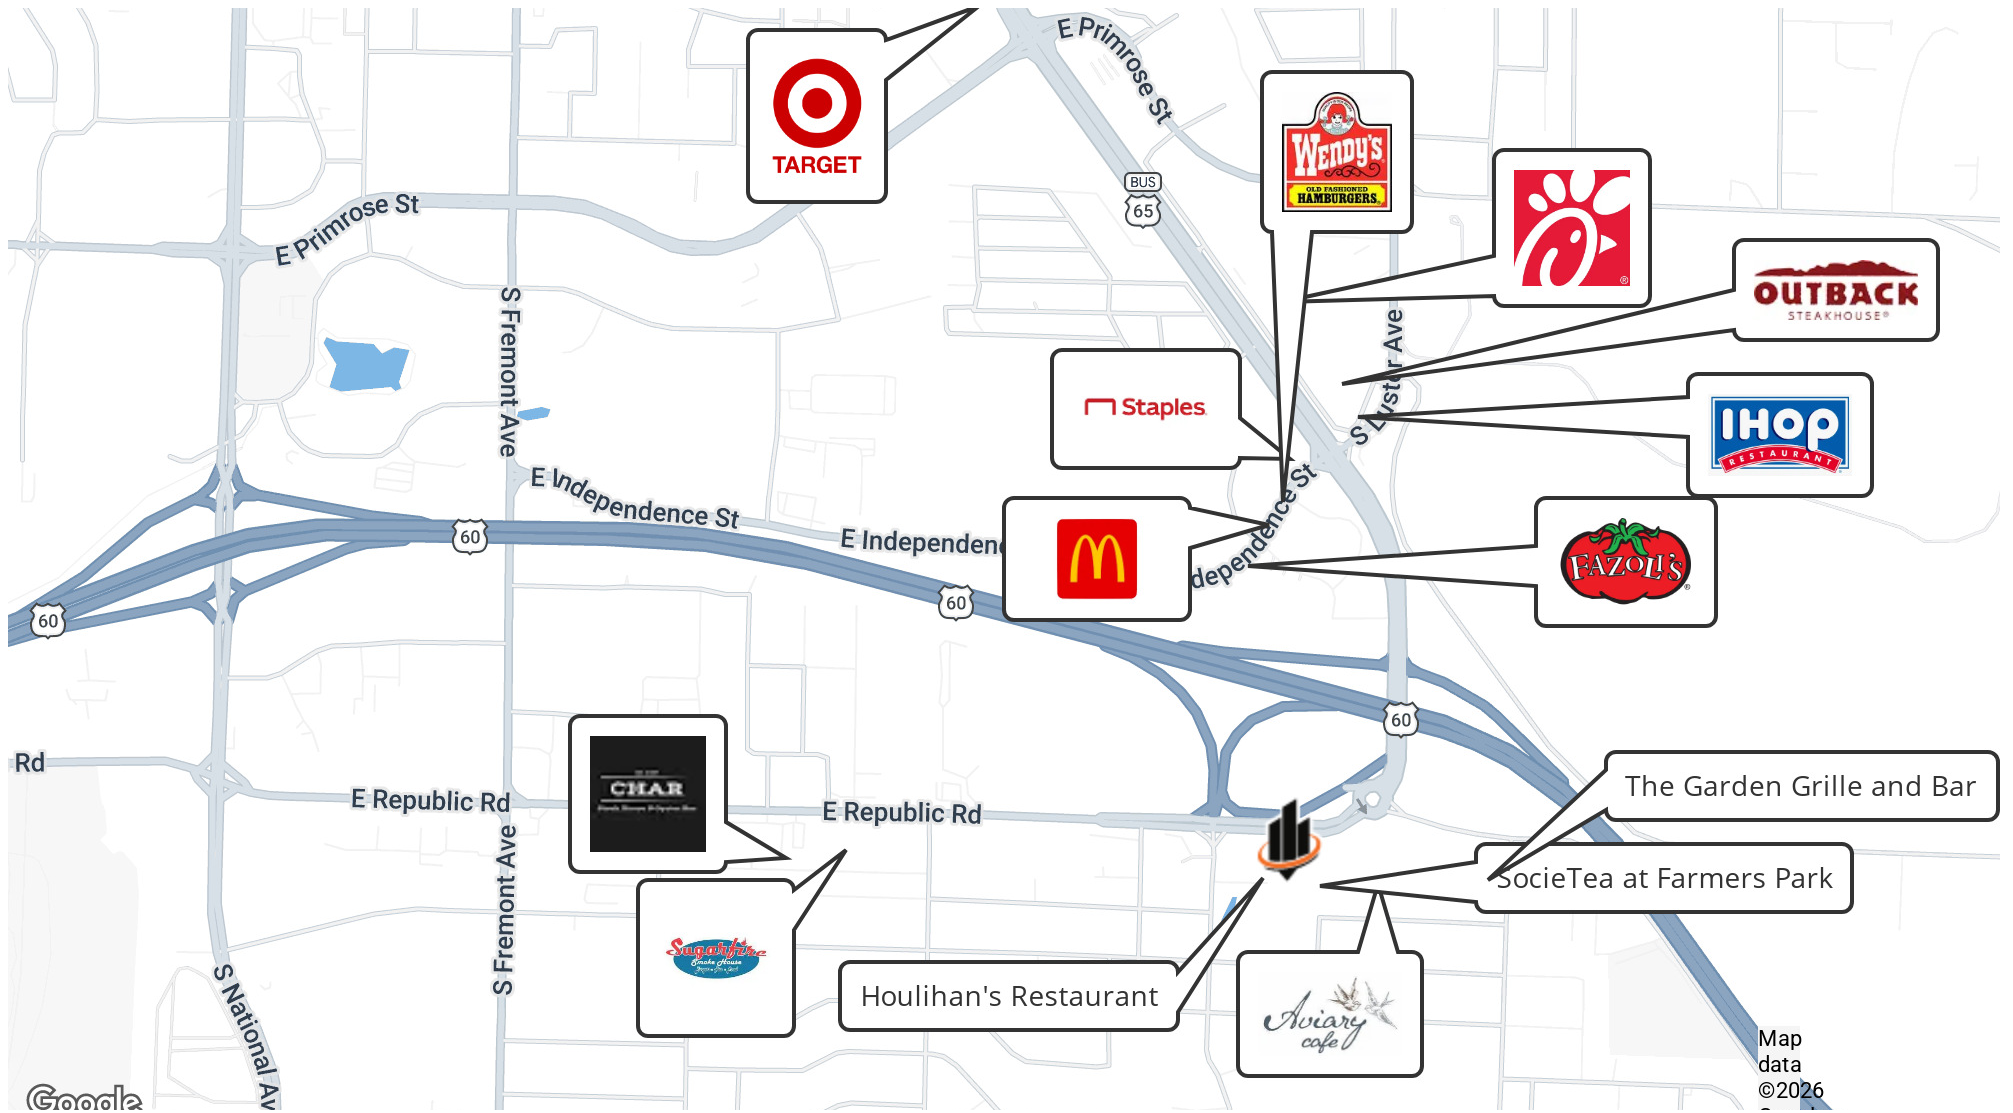 E Primrose St
TARGET
WENDY'S
OLD FASHIONED
HAMBURGERS.
BUS
65
E Primrose St
OUTBACK
STEAKHOUSE®
S Fremont Ave
S Luster Ave
Staples
IHOP
RESTAURANT
E Independence St
E Independenc
dependence St
FAZOLI'S
60
60
60
60
Rd
CHAR
E Republic Rd
E Republic Rd
The Garden Grille and Bar
SocieTea at Farmers Park
S Fremont Ave
Sugarfire
Smoke House
Houlihan's Restaurant
Aviary
cafe
S National Av
Map
data
©2026
Google